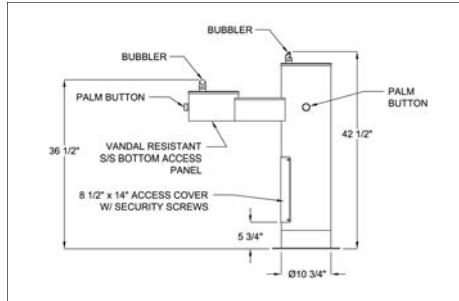 BUBBLER
BUBBLER
PALM BUTTON
PALM
BUTTON
36 1/2"
42 1/2"
VANDAL RESISTANT
S/S BOTTOM ACCESS
PANEL
8 1/2" x 14" ACCESS COVER
W/ SECURITY SCREWS
5 3/4"
Ø10 3/4"